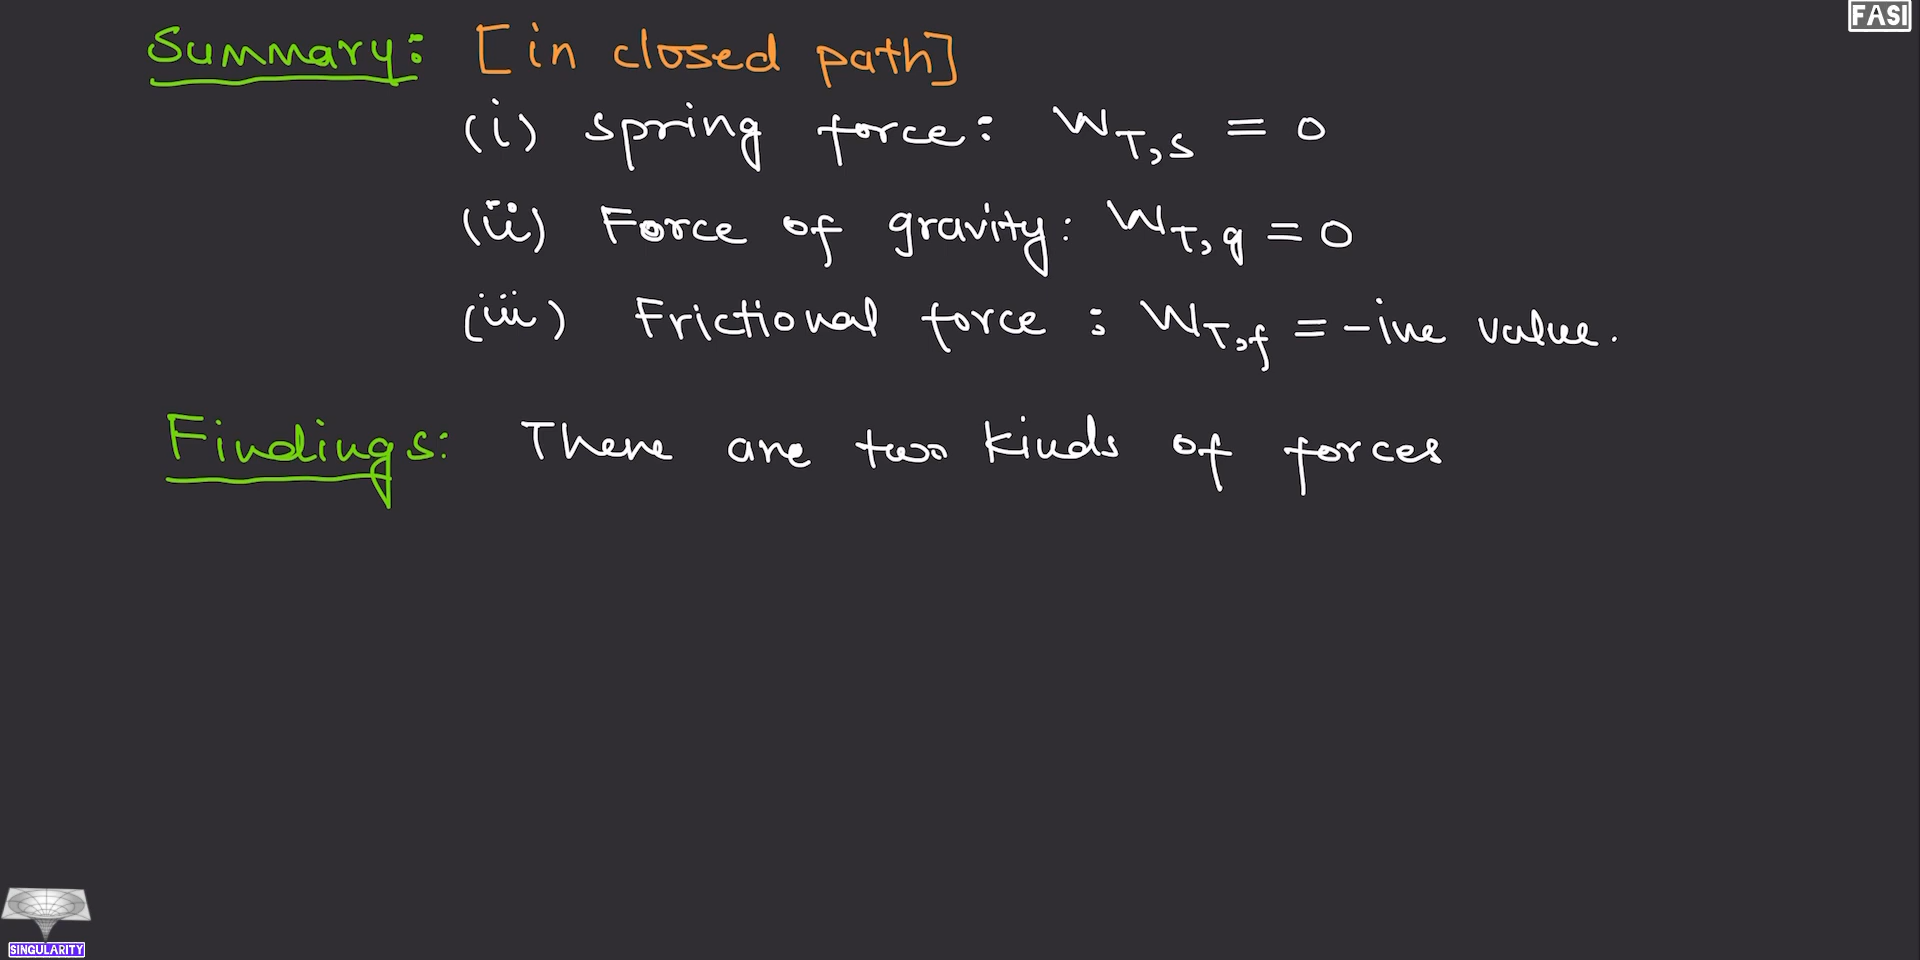 FASI
Summary: [in closed path]
(i) spring force: W_T,s = 0
(ii) Force of gravity: W_T,g = 0
(iii) Frictional force : W_T,f = -ive value.
Findings: There are two kinds of forces
SINGULARITY